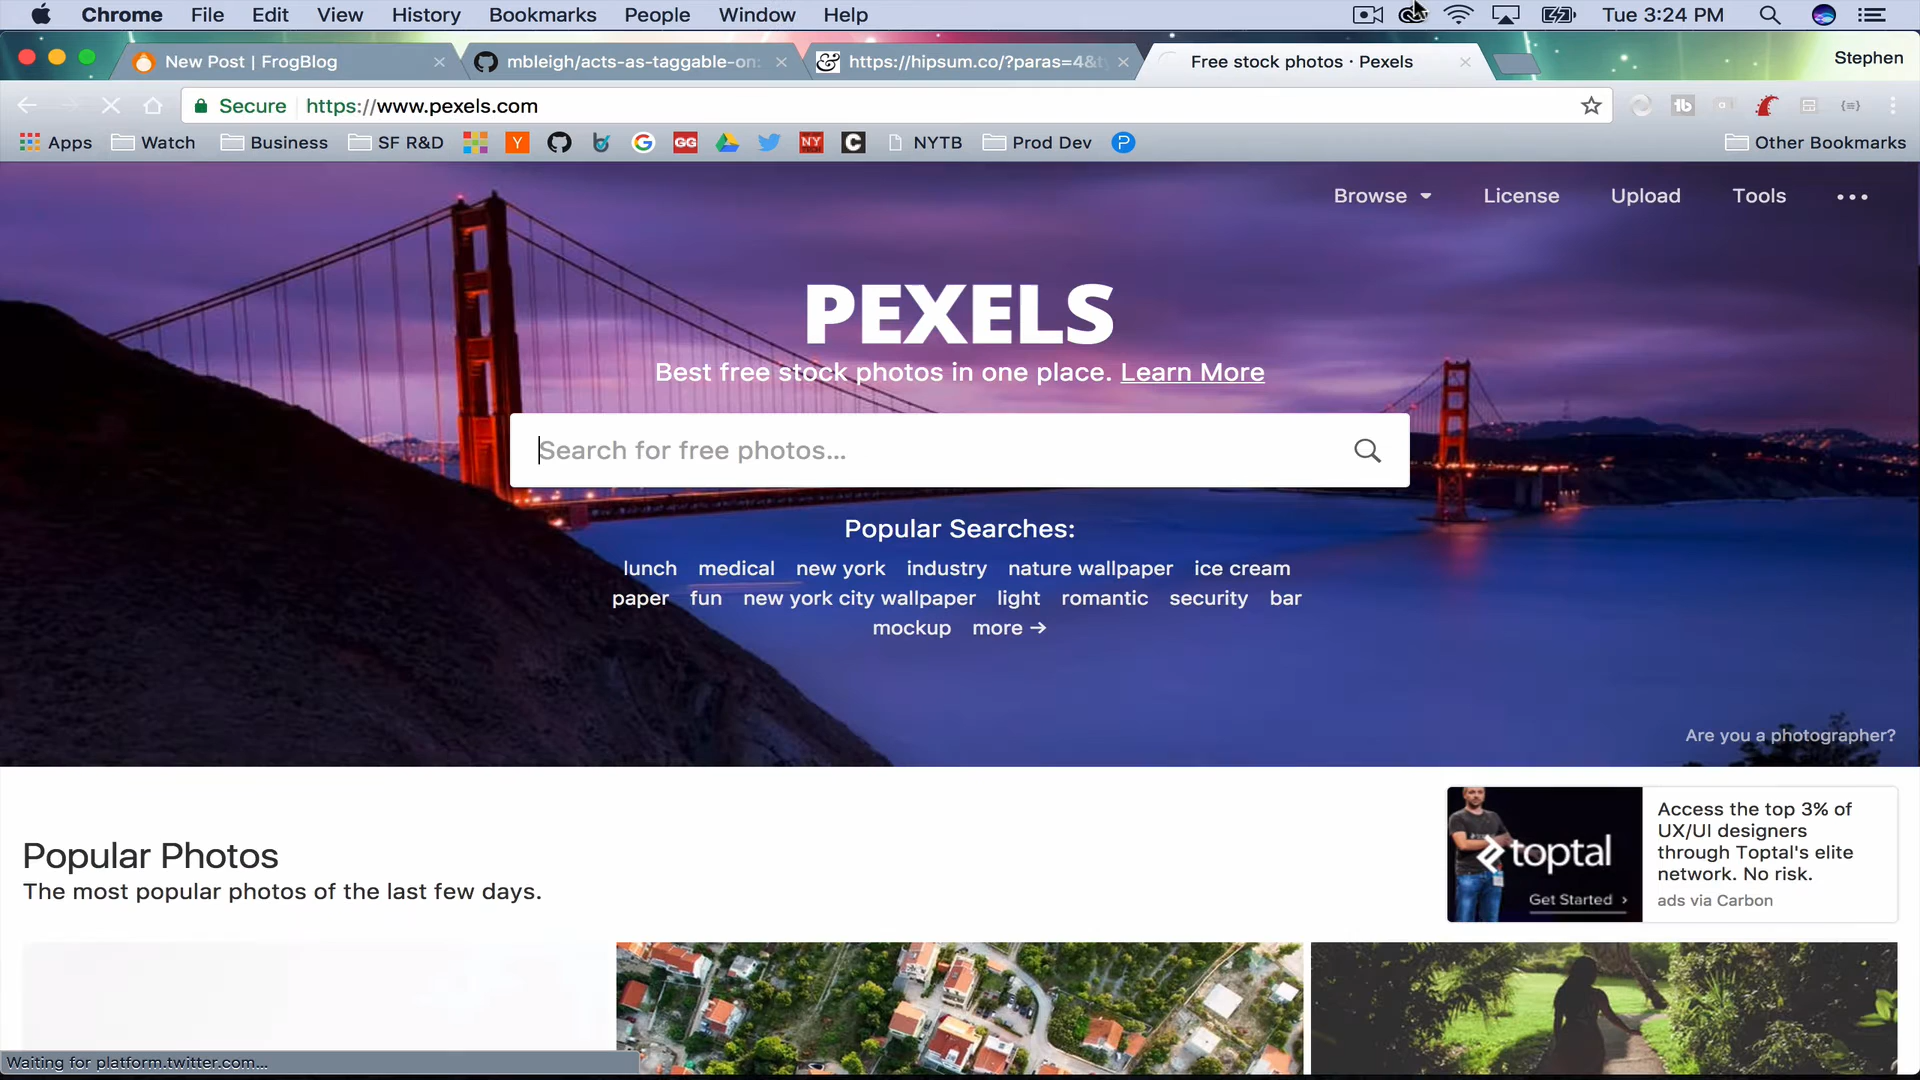 Chrome File Edit View History Bookmarks People Window Help Tue 3:24 PM
New Post | FrogBlog mbleigh/acts-as-taggable-on: https://hipsum.co/?paras=4&ty Free stock photos · Pexels Stephen
Secure https://www.pexels.com
Apps Watch Business SF R&D Y G GG NY C NYTB Prod Dev P Other Bookmarks
Browse License Upload Tools
PEXELS
Best free stock photos in one place. Learn More
Search for free photos...
Popular Searches:
lunch medical new york industry nature wallpaper ice cream
paper fun new york city wallpaper light romantic security bar
mockup more →
Are you a photographer?
Popular Photos
The most popular photos of the last few days.
toptal
Get Started ›
Access the top 3% of
UX/UI designers
through Toptal's elite
network. No risk.
ads via Carbon
Waiting for platform.twitter.com...